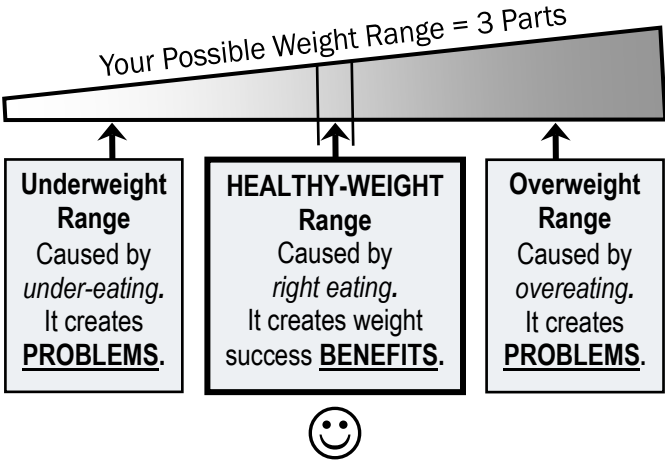 Your Possible Weight Range = 3 Parts
Underweight
Range
Caused by
under-eating.
It creates
PROBLEMS.
HEALTHY-WEIGHT
Range
Caused by
right eating.
It creates weight
success BENEFITS.
Overweight
Range
Caused by
overeating.
It creates
PROBLEMS.